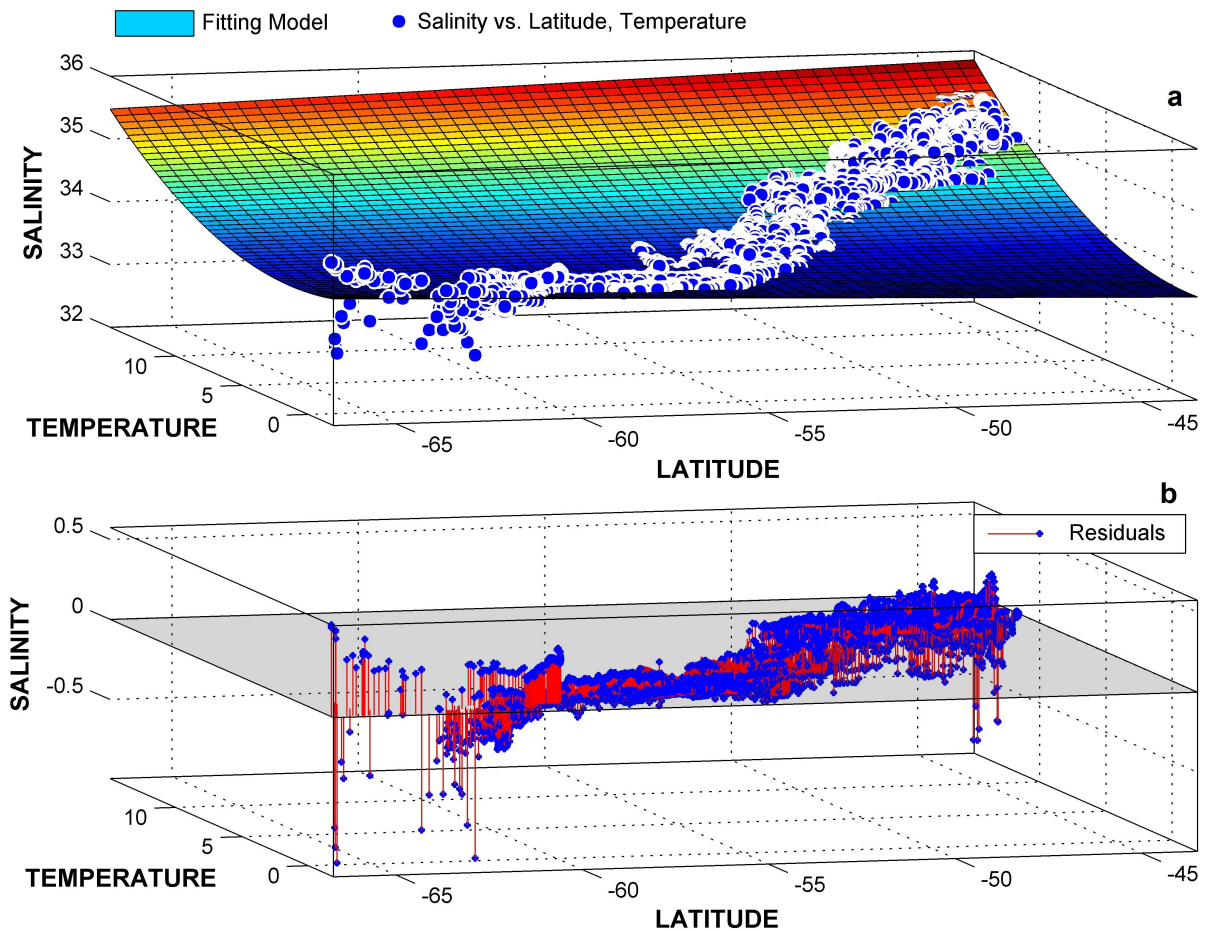 Fitting Model
Salinity vs. Latitude, Temperature
a
36
35
34
33
32
SALINITY
10
5
0
TEMPERATURE
-65
-60
-55
-50
-45
LATITUDE
b
Residuals
0.5
0
-0.5
SALINITY
10
5
0
TEMPERATURE
-65
-60
-55
-50
-45
LATITUDE